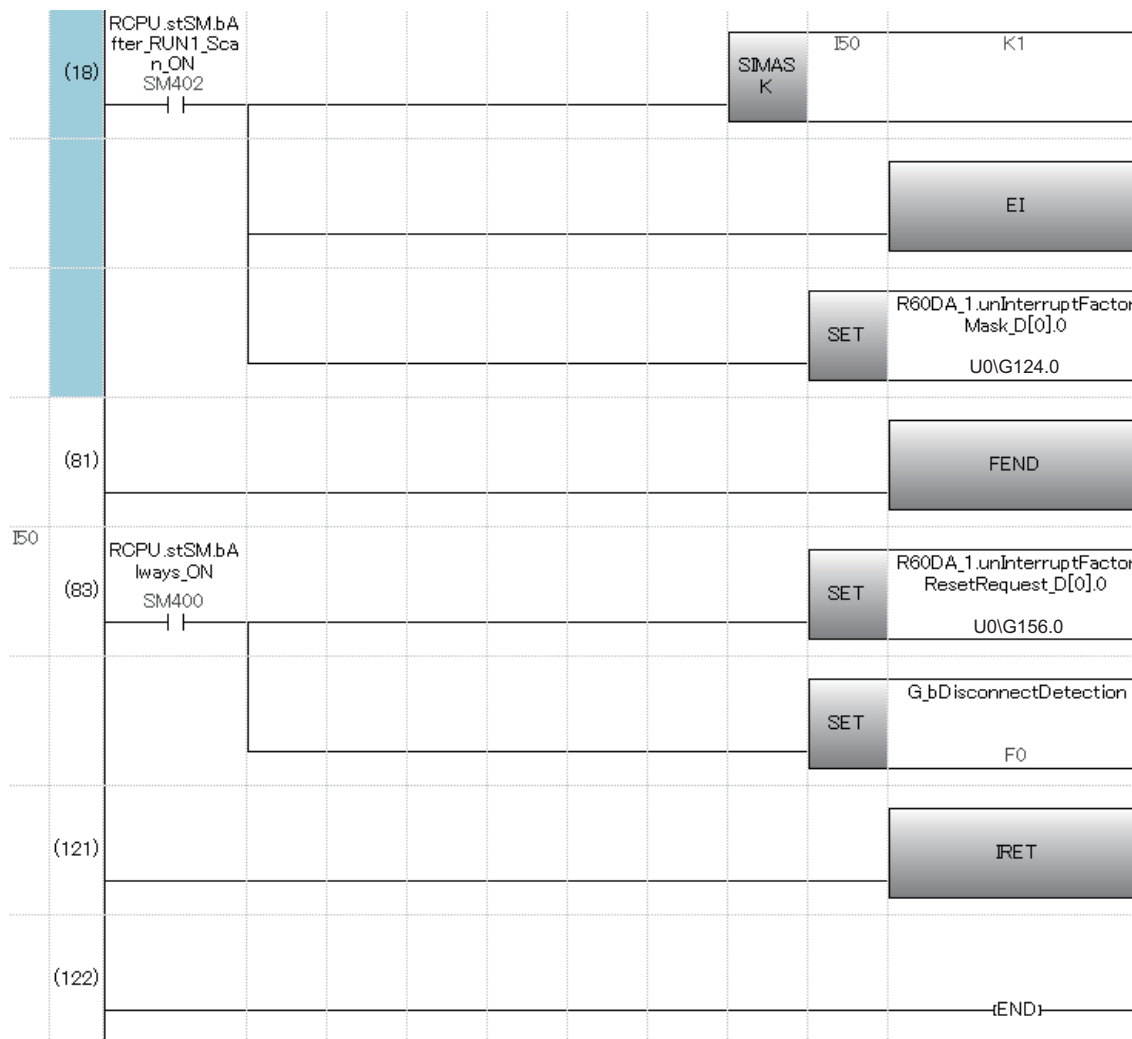 RCPU.stSM.bA
fter_RUN1_Sca
n_ON
SM402
(18)
SIMAS
K
I50
K1
EI
SET
R60DA_1.unInterruptFactor
Mask_D[0].0
U0\G124.0
(81)
FEND
I50
(83)
RCPU.stSM.bA
lways_ON
SM400
SET
R60DA_1.unInterruptFactor
ResetRequest_D[0].0
U0\G156.0
SET
G_bDisconnectDetection
F0
(121)
IRET
(122)
[END]